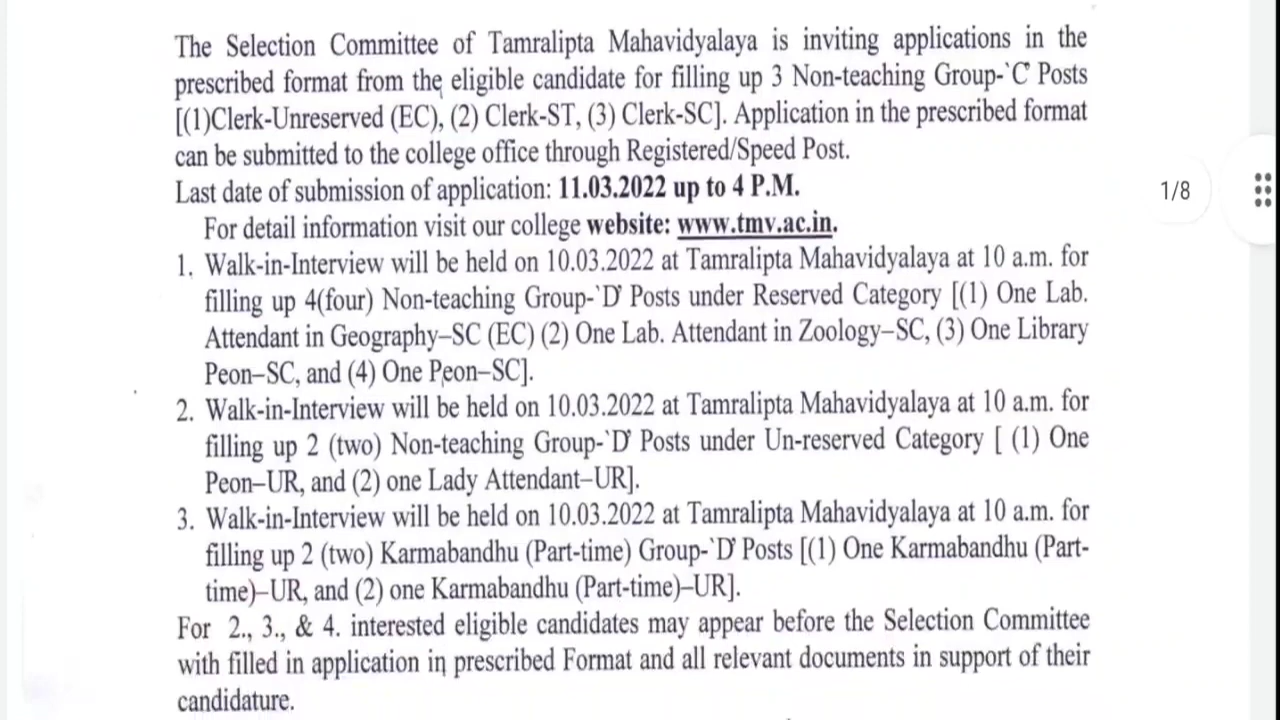 The Selection Committee of Tamralipta Mahavidyalaya is inviting applications in the
prescribed format from the eligible candidate for filling up 3 Non-teaching Group-`C' Posts
[(1)Clerk-Unreserved (EC), (2) Clerk-ST, (3) Clerk-SC]. Application in the prescribed format
can be submitted to the college office through Registered/Speed Post.
Last date of submission of application: 11.03.2022 up to 4 P.M.
1/8
For detail information visit our college website: www.tmv.ac.in.
1. Walk-in-Interview will be held on 10.03.2022 at Tamralipta Mahavidyalaya at 10 a.m. for
filling up 4(four) Non-teaching Group-`D' Posts under Reserved Category [(1) One Lab.
Attendant in Geography–SC (EC) (2) One Lab. Attendant in Zoology–SC, (3) One Library
Peon–SC, and (4) One Peon–SC].
2. Walk-in-Interview will be held on 10.03.2022 at Tamralipta Mahavidyalaya at 10 a.m. for
filling up 2 (two) Non-teaching Group-`D' Posts under Un-reserved Category [ (1) One
Peon–UR, and (2) one Lady Attendant–UR].
3. Walk-in-Interview will be held on 10.03.2022 at Tamralipta Mahavidyalaya at 10 a.m. for
filling up 2 (two) Karmabandhu (Part-time) Group-`D' Posts [(1) One Karmabandhu (Part-
time)–UR, and (2) one Karmabandhu (Part-time)–UR].
For 2., 3., & 4. interested eligible candidates may appear before the Selection Committee
with filled in application in prescribed Format and all relevant documents in support of their
candidature.